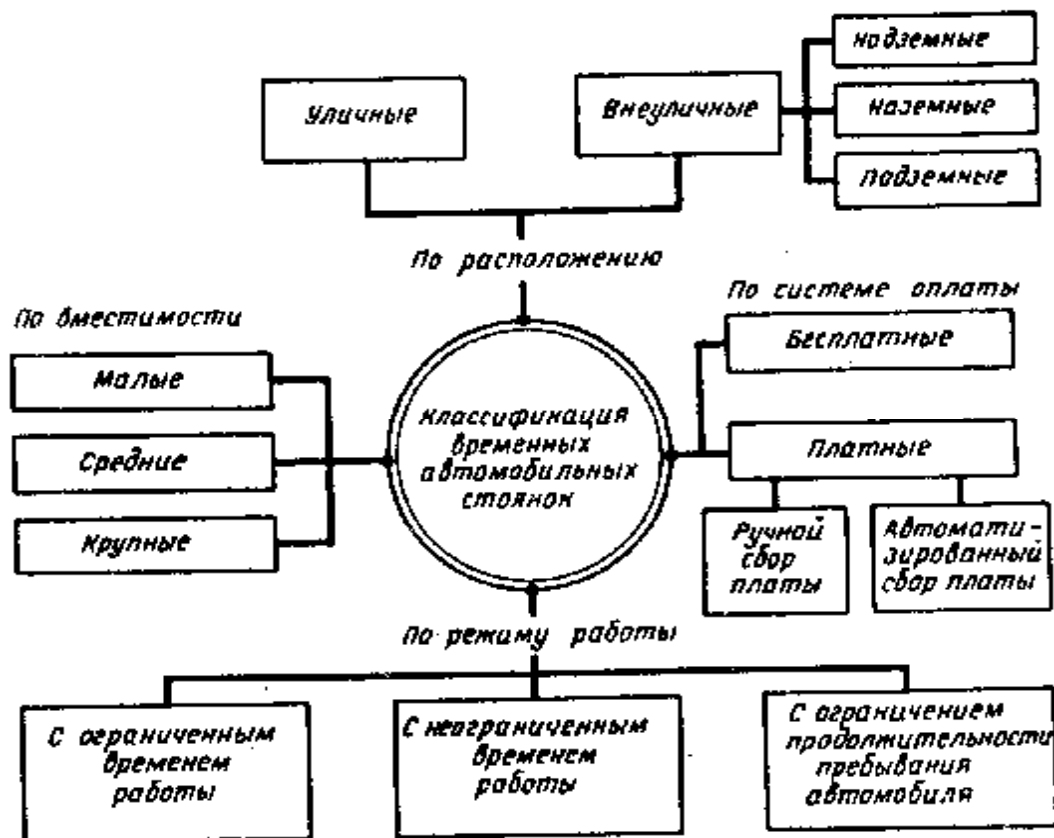 Надземные
Уличные
Внеуличные
Наземные
Подземные
По расположению
По системе оплаты
По вместимости
Бесплатные
Малые
Классификация
временных
автомобильных
стоянок
Средние
Платные
Крупные
Ручной
сбор
платы
Автомати-
зированный
сбор платы
По режиму работы
С ограниченным
временем
работы
С неограниченным
временем
работы
С ограничением
продолжительности
пребывания
автомобиля